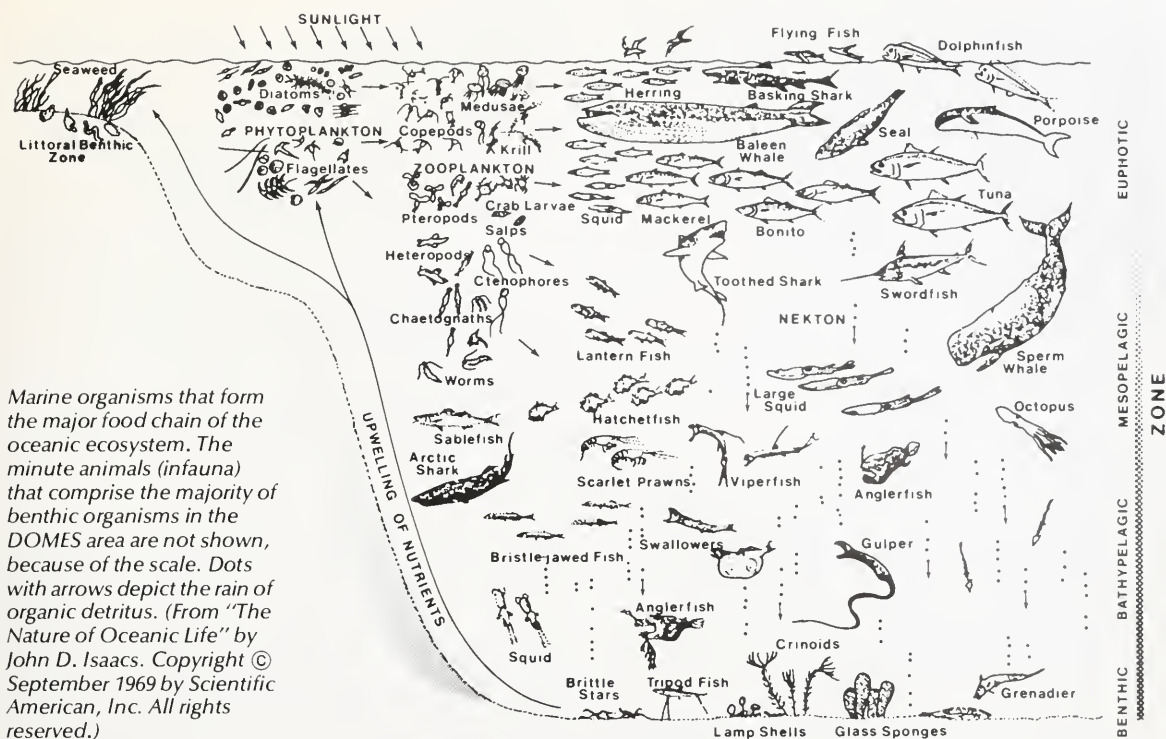 SUNLIGHT
Flying Fish
Dolphinfish
Seaweed
Diatoms
Medusae
Herring
Basking Shark
Littoral Benthic
Zone
PHYTOPLANKTON
Copepods
Krill
Baleen
Whale
Seal
Porpoise
Flagellates
ZOOPLANKTON
Crab Larvae
Pteropods
Salps
Squid
Mackerel
Bonito
Tuna
Heteropods
Ctenophores
Toothed Shark
Swordfish
Chaetognaths
NEKTON
Lantern Fish
Sperm
Whale
Worms
Large
Squid
Octopus
Hatchetfish
Sablefish
Arctic
Shark
Scarlet Prawns
Viperfish
Anglerfish
Bristle-jawed Fish
Swallowers
Gulper
UPWELLING OF NUTRIENTS
Squid
Anglerfish
Crinoids
Brittle
Stars
Tripod Fish
Grenadier
Lamp Shells
Glass Sponges
EUPHOTIC
MESOPELAGIC
BATHYPELAGIC
BENTHIC
ZONE
Marine organisms that form
the major food chain of the
oceanic ecosystem. The
minute animals (infauna)
that comprise the majority of
benthic organisms in the
DOMES area are not shown,
because of the scale. Dots
with arrows depict the rain of
organic detritus. (From "The
Nature of Oceanic Life" by
John D. Isaacs. Copyright ©
September 1969 by Scientific
American, Inc. All rights
reserved.)